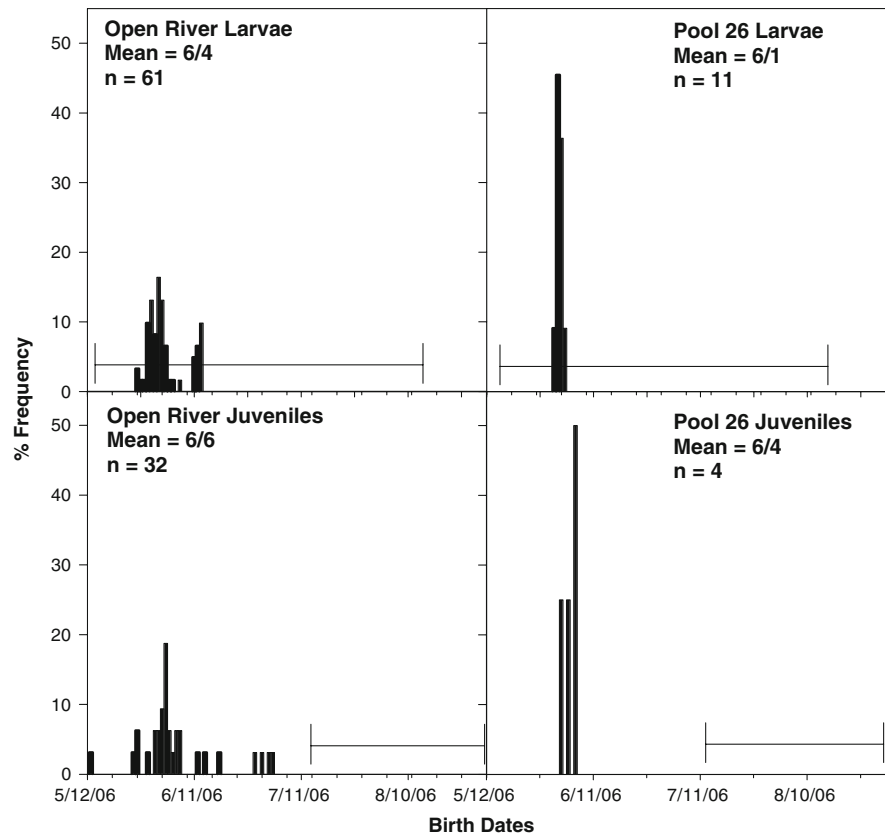 Open River Larvae
Mean = 6/4
n = 61
Pool 26 Larvae
Mean = 6/1
n = 11
50
40
30
20
10
0
% Frequency
Open River Juveniles
Mean = 6/6
n = 32
Pool 26 Juveniles
Mean = 6/4
n = 4
50
40
30
20
10
0
5/12/06 6/11/06 7/11/06 8/10/06 5/12/06 6/11/06 7/11/06 8/10/06
Birth Dates